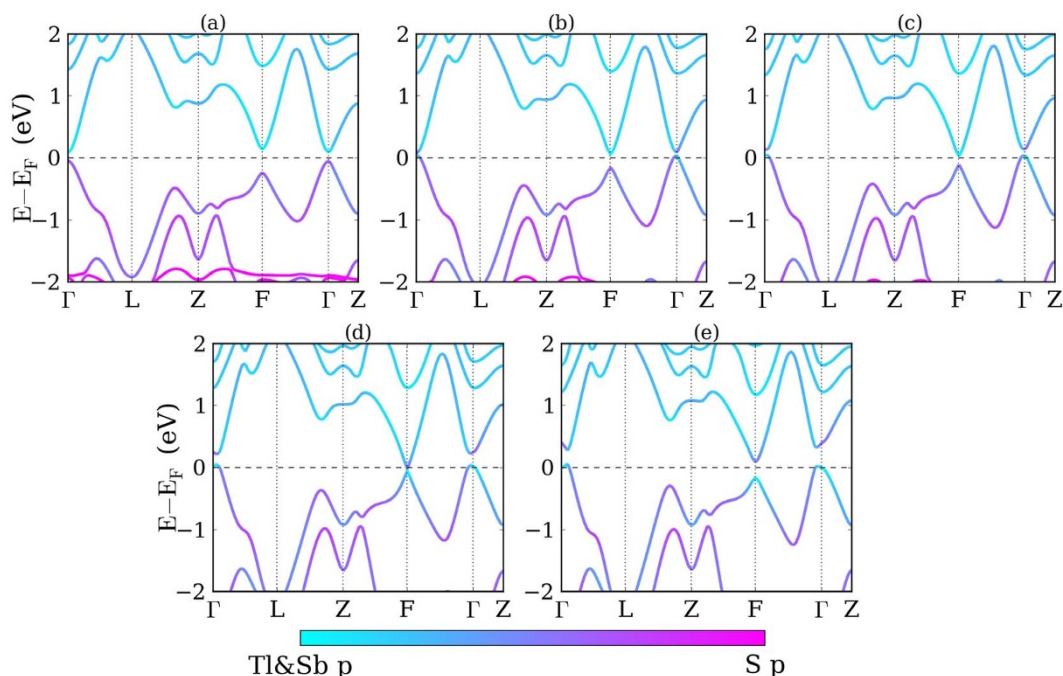 (a) (b) (c)
2 2 2
1 1 1
0 0 0
−1 −1 −1
−2 −2 −2
E−E_F (eV)
Γ L Z F Γ Z Γ L Z F Γ Z Γ L Z F Γ Z
(d) (e)
2 2
1 1
0 0
−1 −1
−2 −2
E−E_F (eV)
Γ L Z F Γ Z Γ L Z F Γ Z
Tl&Sb p S p